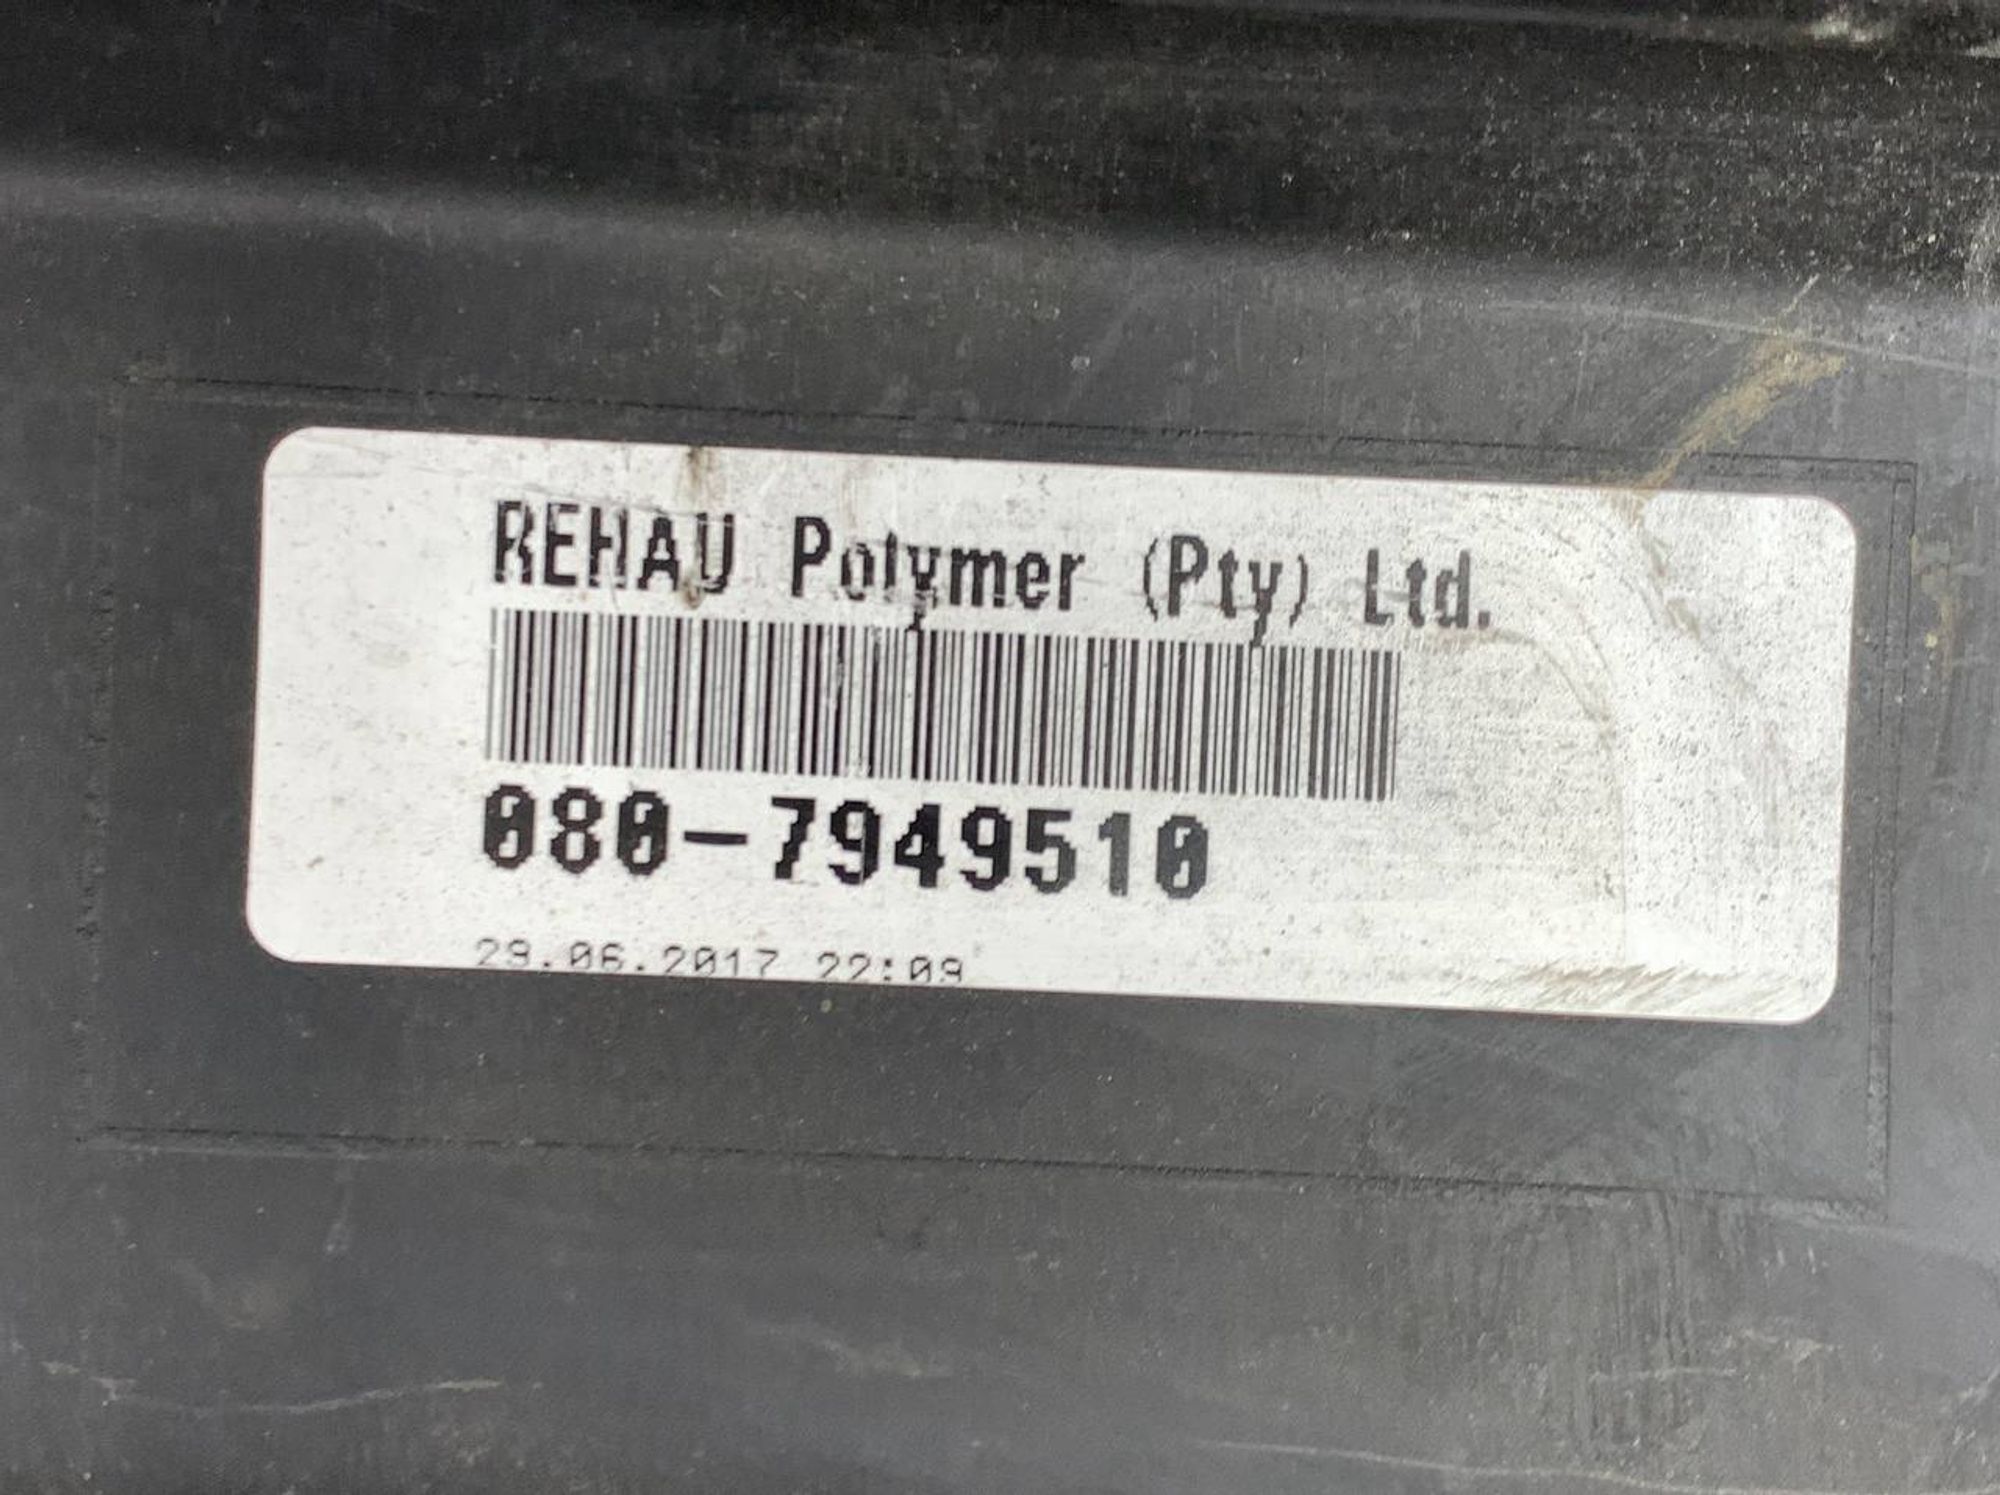 REHAU Polymer (Pty) Ltd.
080-7949510
29.06.2017 22:09